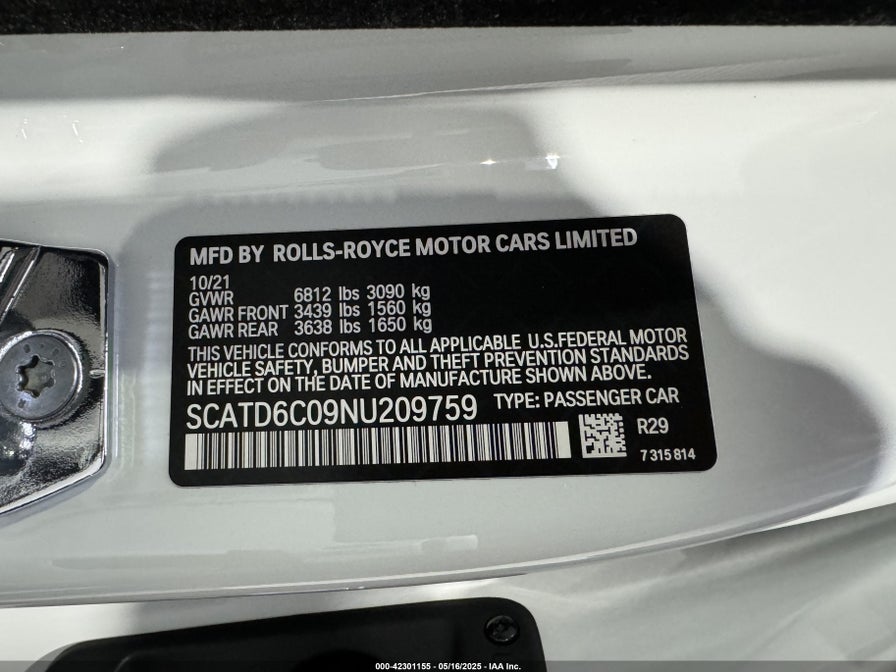 MFD BY ROLLS-ROYCE MOTOR CARS LIMITED
10/21
GVWR 6812 lbs 3090 kg
GAWR FRONT 3439 lbs 1560 kg
GAWR REAR 3638 lbs 1650 kg
THIS VEHICLE CONFORMS TO ALL APPLICABLE U.S.FEDERAL MOTOR
VEHICLE SAFETY, BUMPER AND THEFT PREVENTION STANDARDS
IN EFFECT ON THE DATE OF MANUFACTURE SHOWN ABOVE.
SCATD6C09NU209759 TYPE: PASSENGER CAR
R29
7 315 814
000-42301155 - 05/16/2025 - IAA Inc.